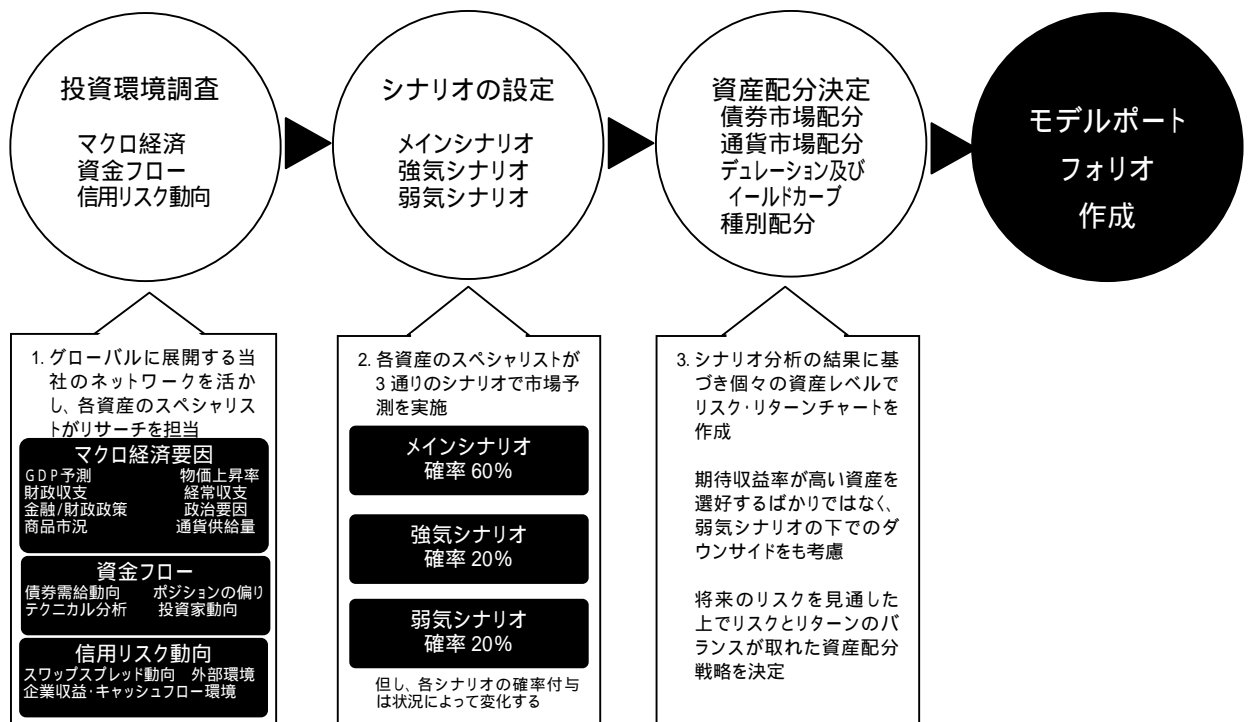 投資環境調査
マクロ経済
資金フロー
信用リスク動向
シナリオの設定
メインシナリオ
強気シナリオ
弱気シナリオ
資産配分決定
債券市場配分
通貨市場配分
デュレーション及び
イールドカーブ
種別配分
モデルポート
フォリオ
作成
1. グローバルに展開する当
社のネットワークを活か
し、各資産のスペシャリス
トがリサーチを担当
マクロ経済要因
GDP予測 物価上昇率
財政収支 経常収支
金融/財政政策 政治要因
商品市況 通貨供給量
資金フロー
債券需給動向 ポジションの偏り
テクニカル分析 投資家動向
信用リスク動向
スワップスプレッド動向 外部環境
企業収益・キャッシュフロー環境
2. 各資産のスペシャリストが
3 通りのシナリオで市場予
測を実施
メインシナリオ
確率 60%
強気シナリオ
確率 20%
弱気シナリオ
確率 20%
但し、各シナリオの確率付与
は状況によって変化する
3. シナリオ分析の結果に基
づき個々の資産レベルで
リスク・リターンチャートを
作成
期待収益率が高い資産を
選好するばかりではなく、
弱気シナリオの下でのダ
ウンサイドをも考慮
将来のリスクを見通した
上でリスクとリターンのバ
ランスが取れた資産配分
戦略を決定